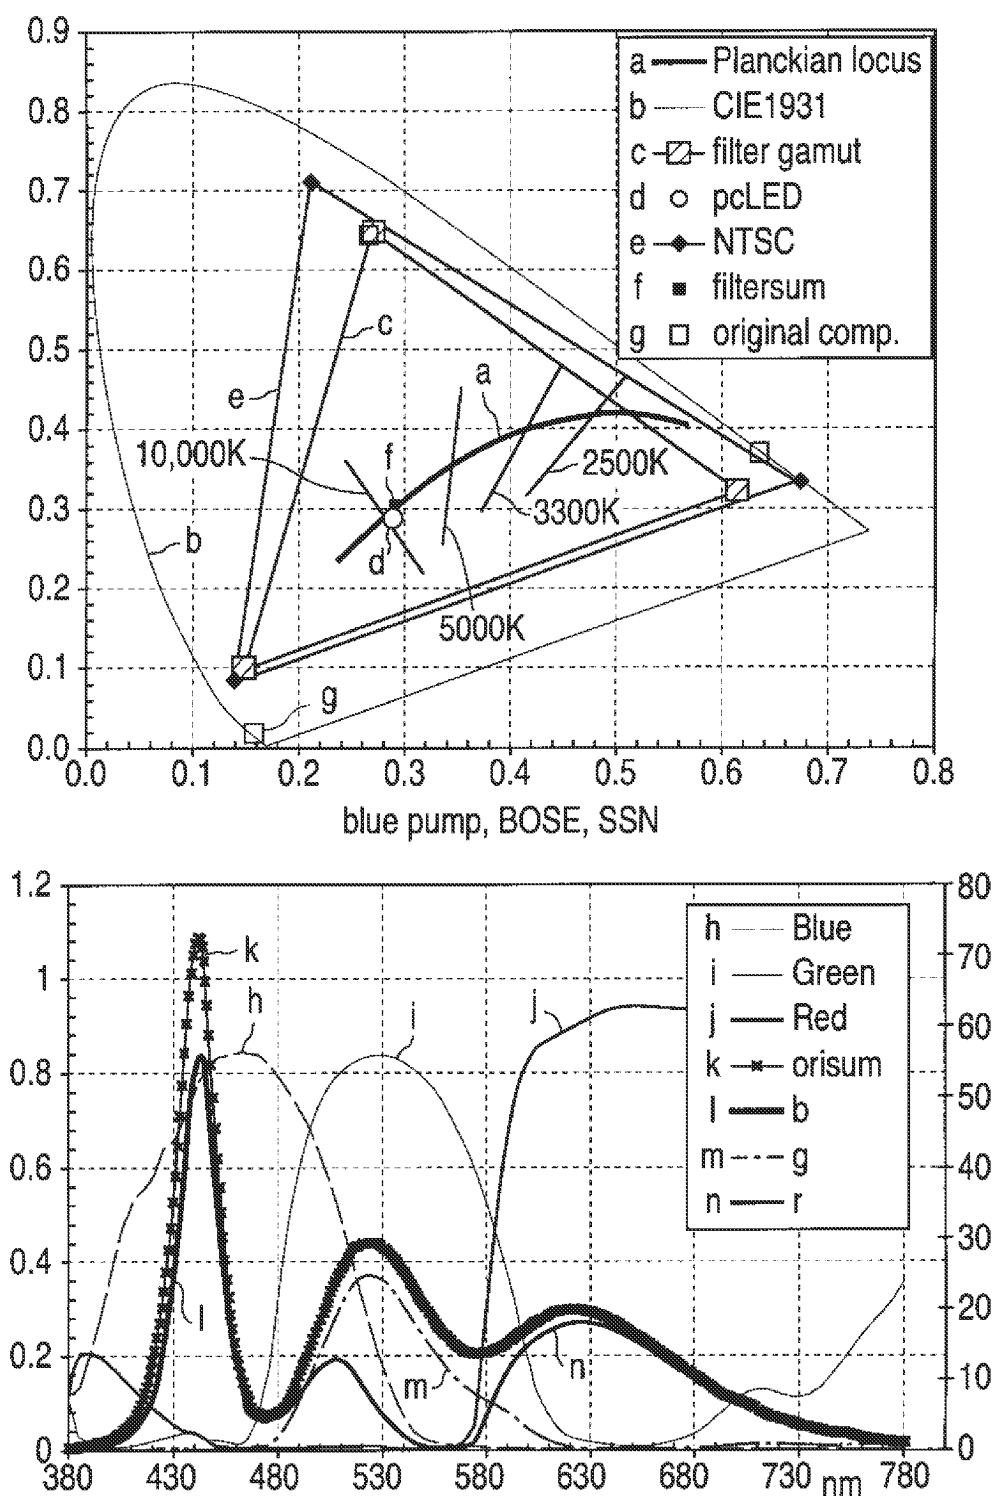 0.9
0.8
0.7
0.6
0.5
0.4
0.3
0.2
0.1
0.0
a Planckian locus
b CIE1931
c filter gamut
d pcLED
e NTSC
f filtersum
g original comp.
c
e
a
10,000K
f
2500K
3300K
b
d
5000K
g
0.0 0.1 0.2 0.3 0.4 0.5 0.6 0.7 0.8
blue pump, BOSE, SSN
1.2
1
0.8
0.6
0.4
0.2
0
80
70
60
50
40
30
20
10
0
h Blue
i Green
j Red
k orisum
l b
m g
n r
k
h
i
j
l
m
n
380 430 480 530 580 630 680 730 nm 780